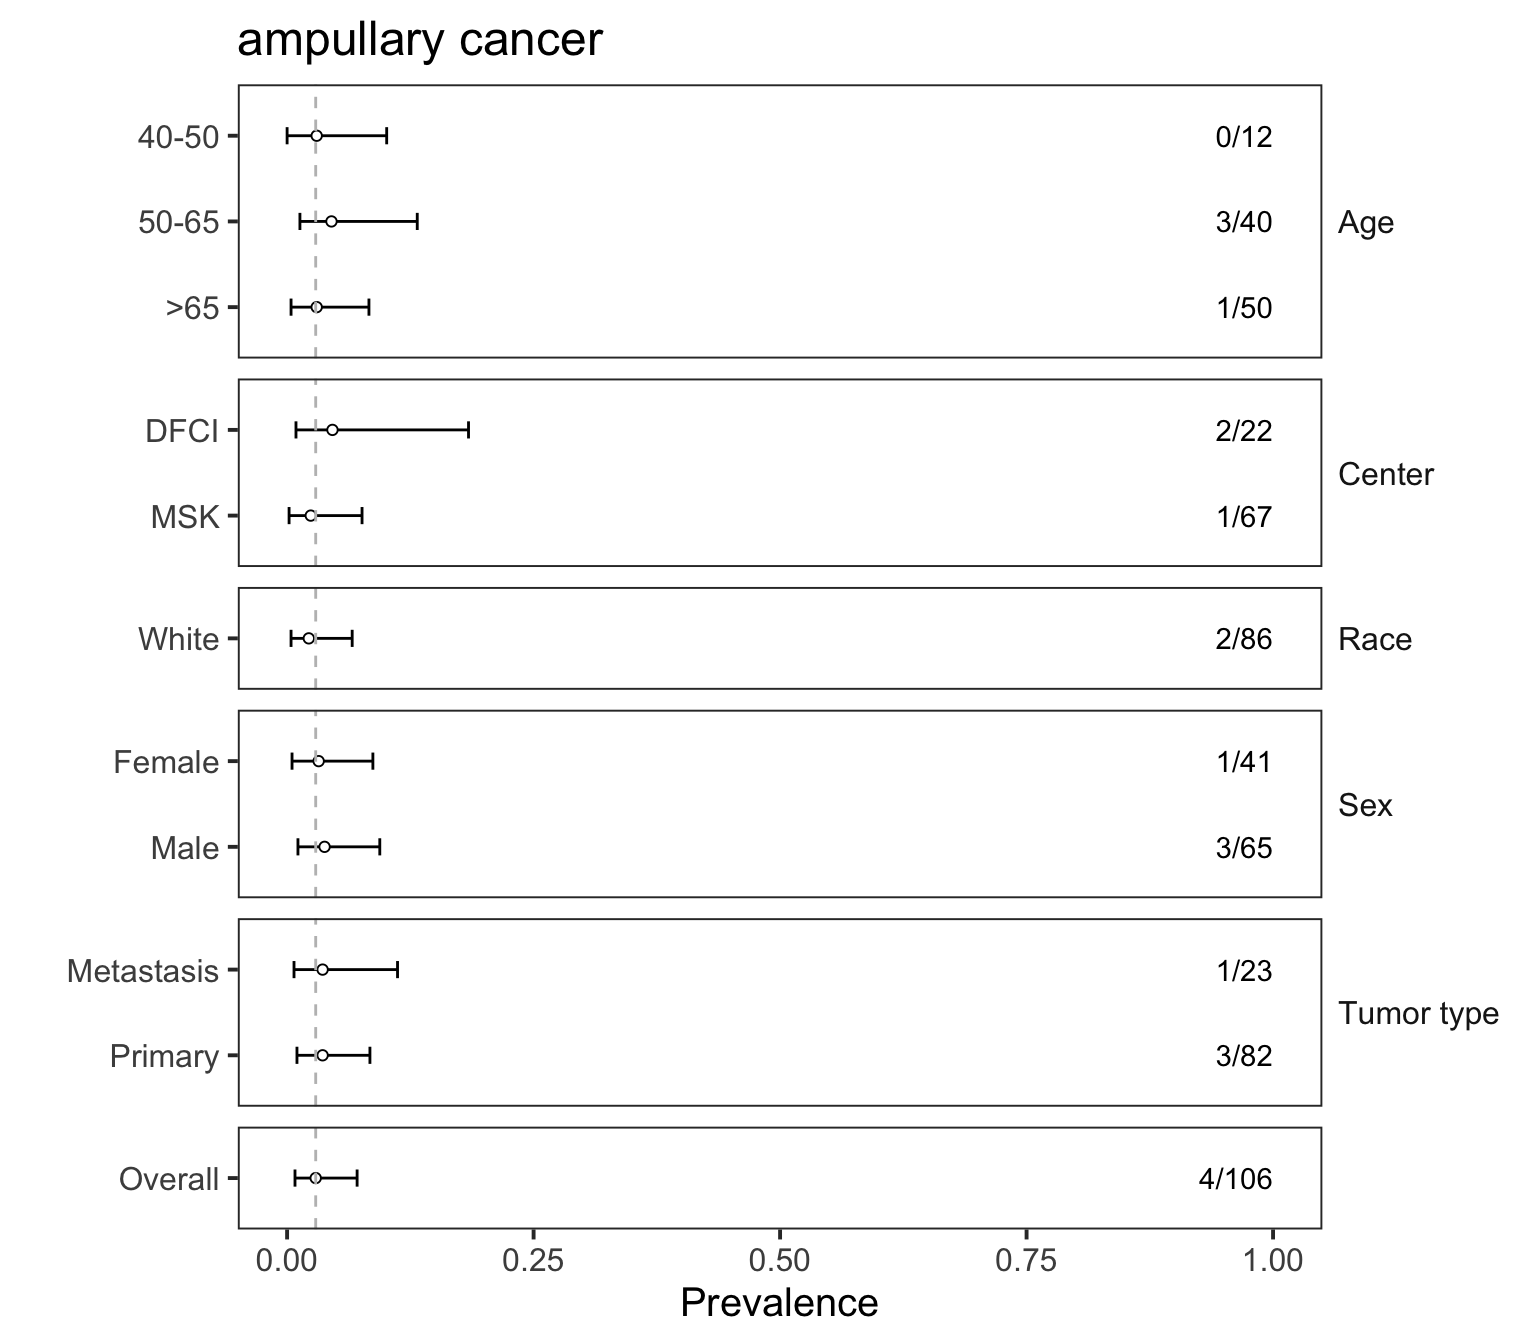 ampullary cancer
40-50 0/12
50-65 3/40 Age
>65 1/50
DFCI 2/22
Center
MSK 1/67
White 2/86 Race
Female 1/41
Sex
Male 3/65
Metastasis 1/23
Tumor type
Primary 3/82
Overall 4/106
0.00 0.25 0.50 0.75 1.00
Prevalence